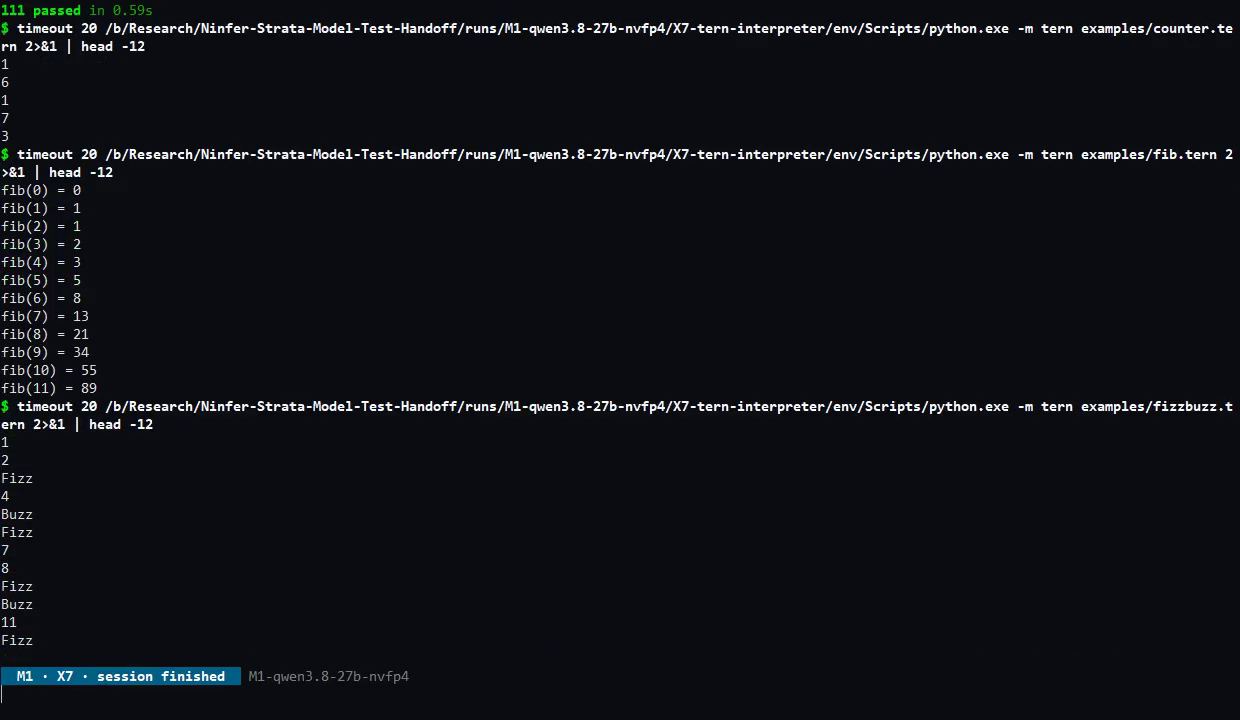 111 passed in 0.59s
$ timeout 20 /b/Research/Ninfer-Strata-Model-Test-Handoff/runs/M1-qwen3.8-27b-nvfp4/X7-tern-interpreter/env/Scripts/python.exe -m tern examples/counter.te
rn 2>&1 | head -12
1
6
1
7
3
$ timeout 20 /b/Research/Ninfer-Strata-Model-Test-Handoff/runs/M1-qwen3.8-27b-nvfp4/X7-tern-interpreter/env/Scripts/python.exe -m tern examples/fib.tern 2
>&1 | head -12
fib(0) = 0
fib(1) = 1
fib(2) = 1
fib(3) = 2
fib(4) = 3
fib(5) = 5
fib(6) = 8
fib(7) = 13
fib(8) = 21
fib(9) = 34
fib(10) = 55
fib(11) = 89
$ timeout 20 /b/Research/Ninfer-Strata-Model-Test-Handoff/runs/M1-qwen3.8-27b-nvfp4/X7-tern-interpreter/env/Scripts/python.exe -m tern examples/fizzbuzz.t
ern 2>&1 | head -12
1
2
Fizz
4
Buzz
Fizz
7
8
Fizz
Buzz
11
Fizz
M1 · X7 · session finished M1-qwen3.8-27b-nvfp4